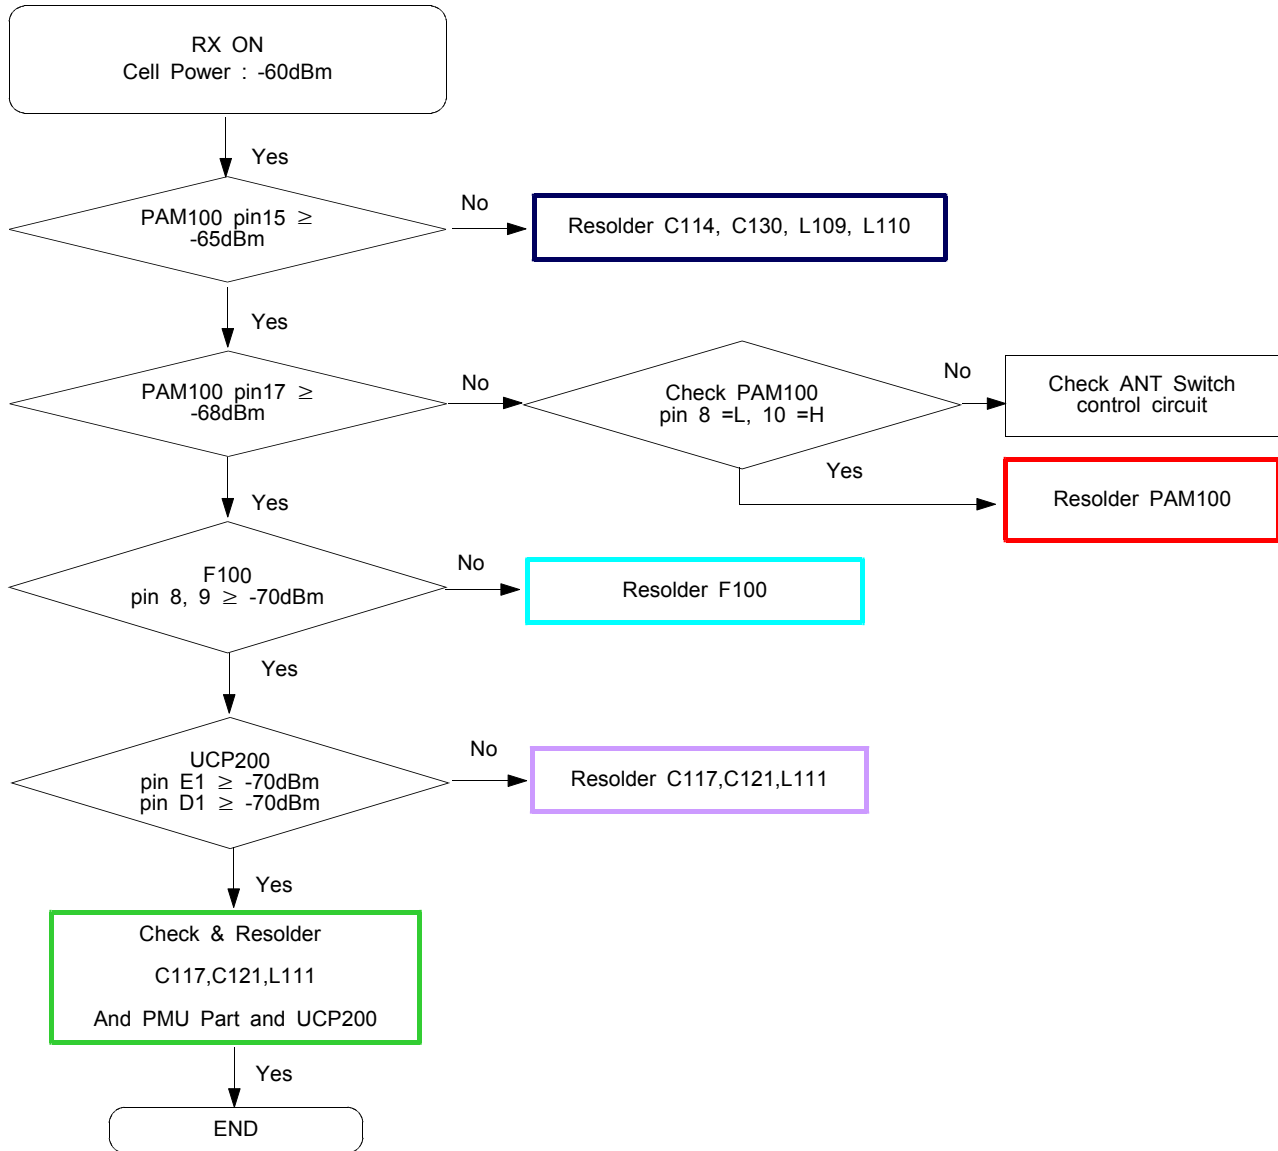 RX ON
Cell Power : -60dBm
Yes
PAM100 pin15 ≥
-65dBm
No
Resolder C114, C130, L109, L110
Yes
PAM100 pin17 ≥
-68dBm
No
Check PAM100
pin 8 =L, 10 =H
No
Check ANT Switch
control circuit
Yes
Resolder PAM100
Yes
F100
pin 8, 9 ≥ -70dBm
No
Resolder F100
Yes
UCP200
pin E1 ≥ -70dBm
pin D1 ≥ -70dBm
No
Resolder C117,C121,L111
Yes
Check & Resolder
C117,C121,L111
And PMU Part and UCP200
Yes
END